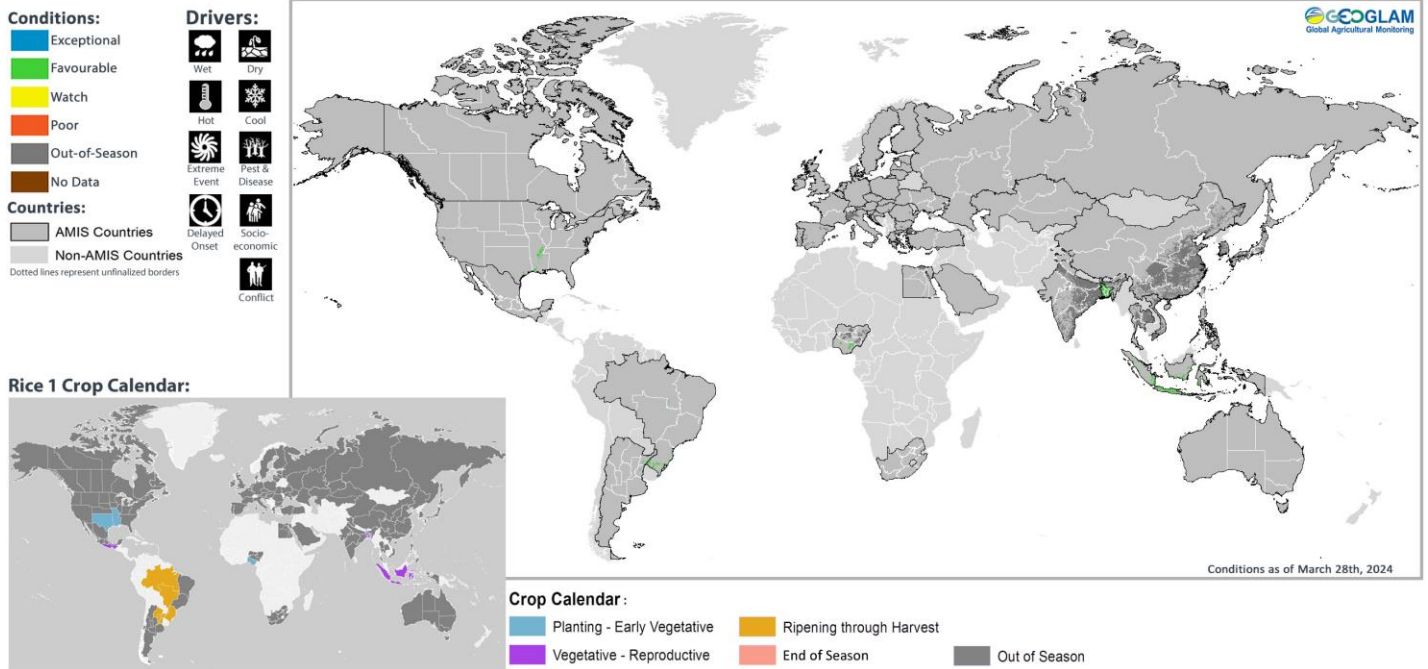 Conditions:
Exceptional
Favourable
Watch
Poor
Out-of-Season
No Data
Countries:
AMIS Countries
Non-AMIS Countries
Dotted lines represent unfinalized borders
Drivers:
Wet
Dry
Hot
Cool
Extreme
Event
Pest &
Disease
Delayed
Onset
Socio-
economic
Conflict
GEOGLAM
Global Agricultural Monitoring
Rice 1 Crop Calendar:
Conditions as of March 28th, 2024
Crop Calendar :
Planting - Early Vegetative
Ripening through Harvest
Vegetative - Reproductive
End of Season
Out of Season